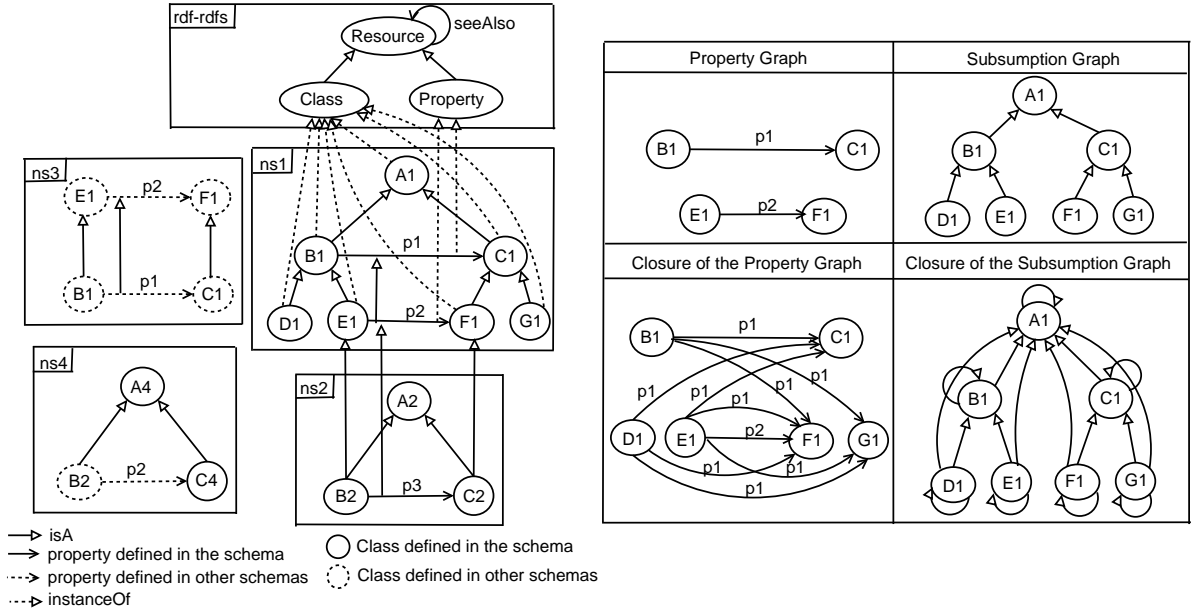 rdf-rdfs
Resource
seeAlso
Class
Property
ns3
E1
p2
F1
B1
p1
C1
ns1
A1
B1
p1
C1
D1
E1
p2
F1
G1
ns4
A4
B2
p2
C4
ns2
A2
B2
p3
C2
isA
property defined in the schema
property defined in other schemas
instanceOf
Class defined in the schema
Class defined in other schemas
Property Graph
B1
p1
C1
E1
p2
F1
Subsumption Graph
A1
B1
C1
D1
E1
F1
G1
Closure of the Property Graph
B1
p1
C1
p1
p1
p1
p1
p1
D1
E1
p2
F1
G1
p1
p1
p1
Closure of the Subsumption Graph
A1
B1
C1
D1
E1
F1
G1